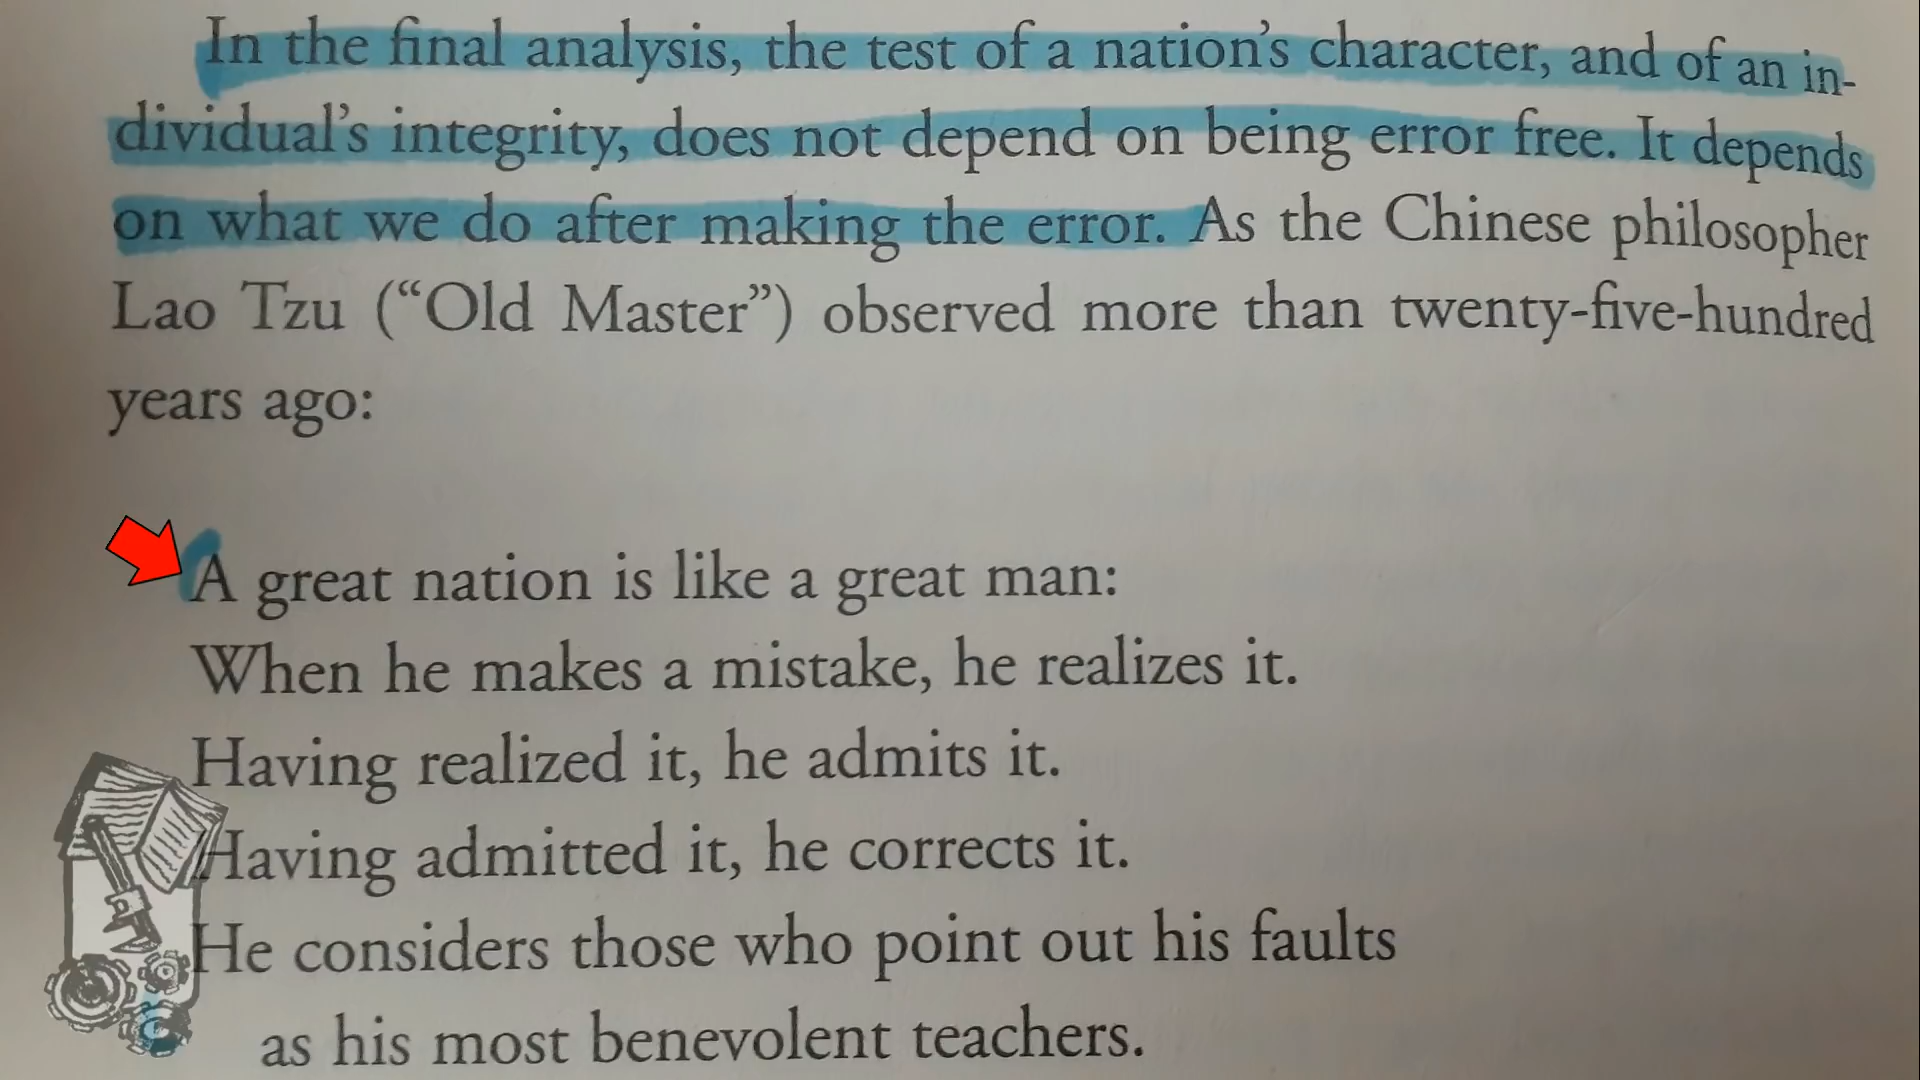 In the final analysis, the test of a nation's character, and of an in-
dividual's integrity, does not depend on being error free. It depends
on what we do after making the error. As the Chinese philosopher
Lao Tzu (“Old Master”) observed more than twenty-five-hundred
years ago:
A great nation is like a great man:
When he makes a mistake, he realizes it.
Having realized it, he admits it.
Having admitted it, he corrects it.
He considers those who point out his faults
as his most benevolent teachers.